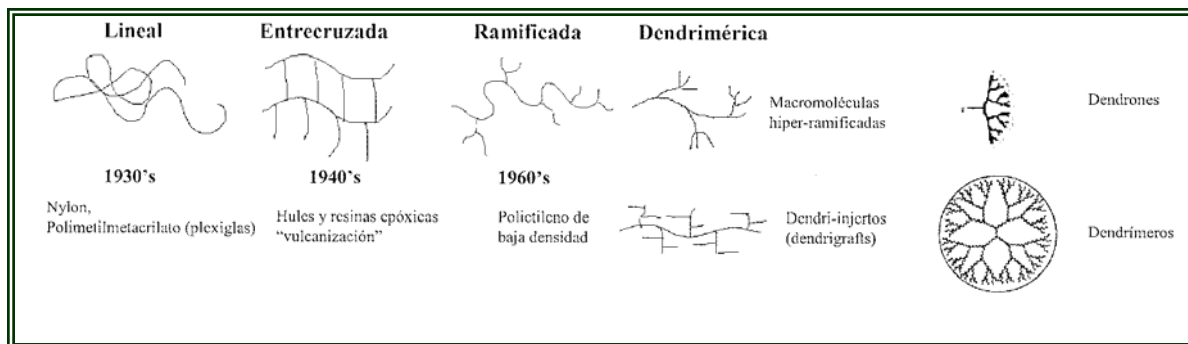 Lineal
Entrecruzada
Ramificada
Dendrimérica
Macromoléculas
hiper-ramificadas
Dendrones
1930's
1940's
1960's
Nylon,
Polimetilmetacrilato (plexiglas)
Hules y resinas epóxicas
“vulcanización”
Polietileno de
baja densidad
Dendri-injertos
(dendrigrafts)
Dendrímeros